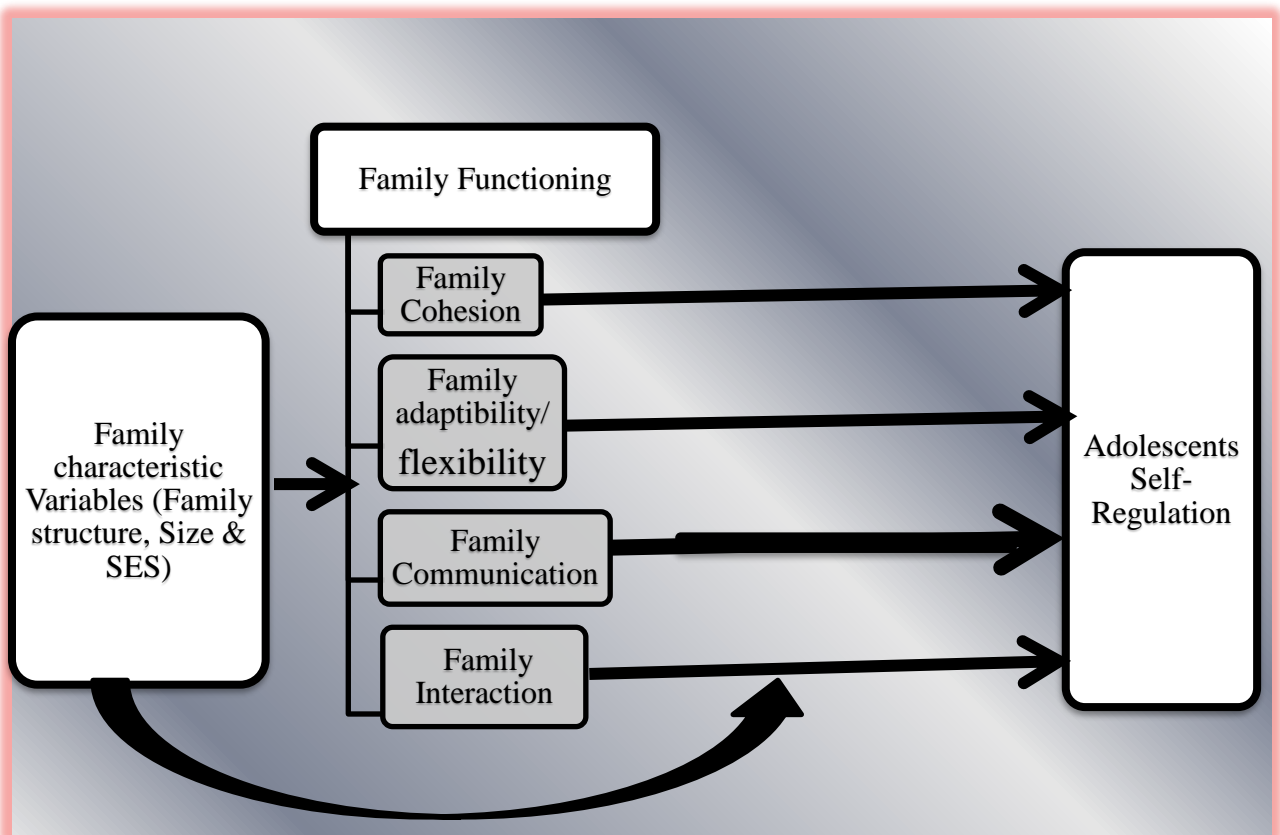 Family Functioning
Family
Cohesion
Family
adaptibility/
flexibility
Family
Communication
Family
Interaction
Family
characteristic
Variables (Family
structure, Size &
SES)
Adolescents
Self-
Regulation